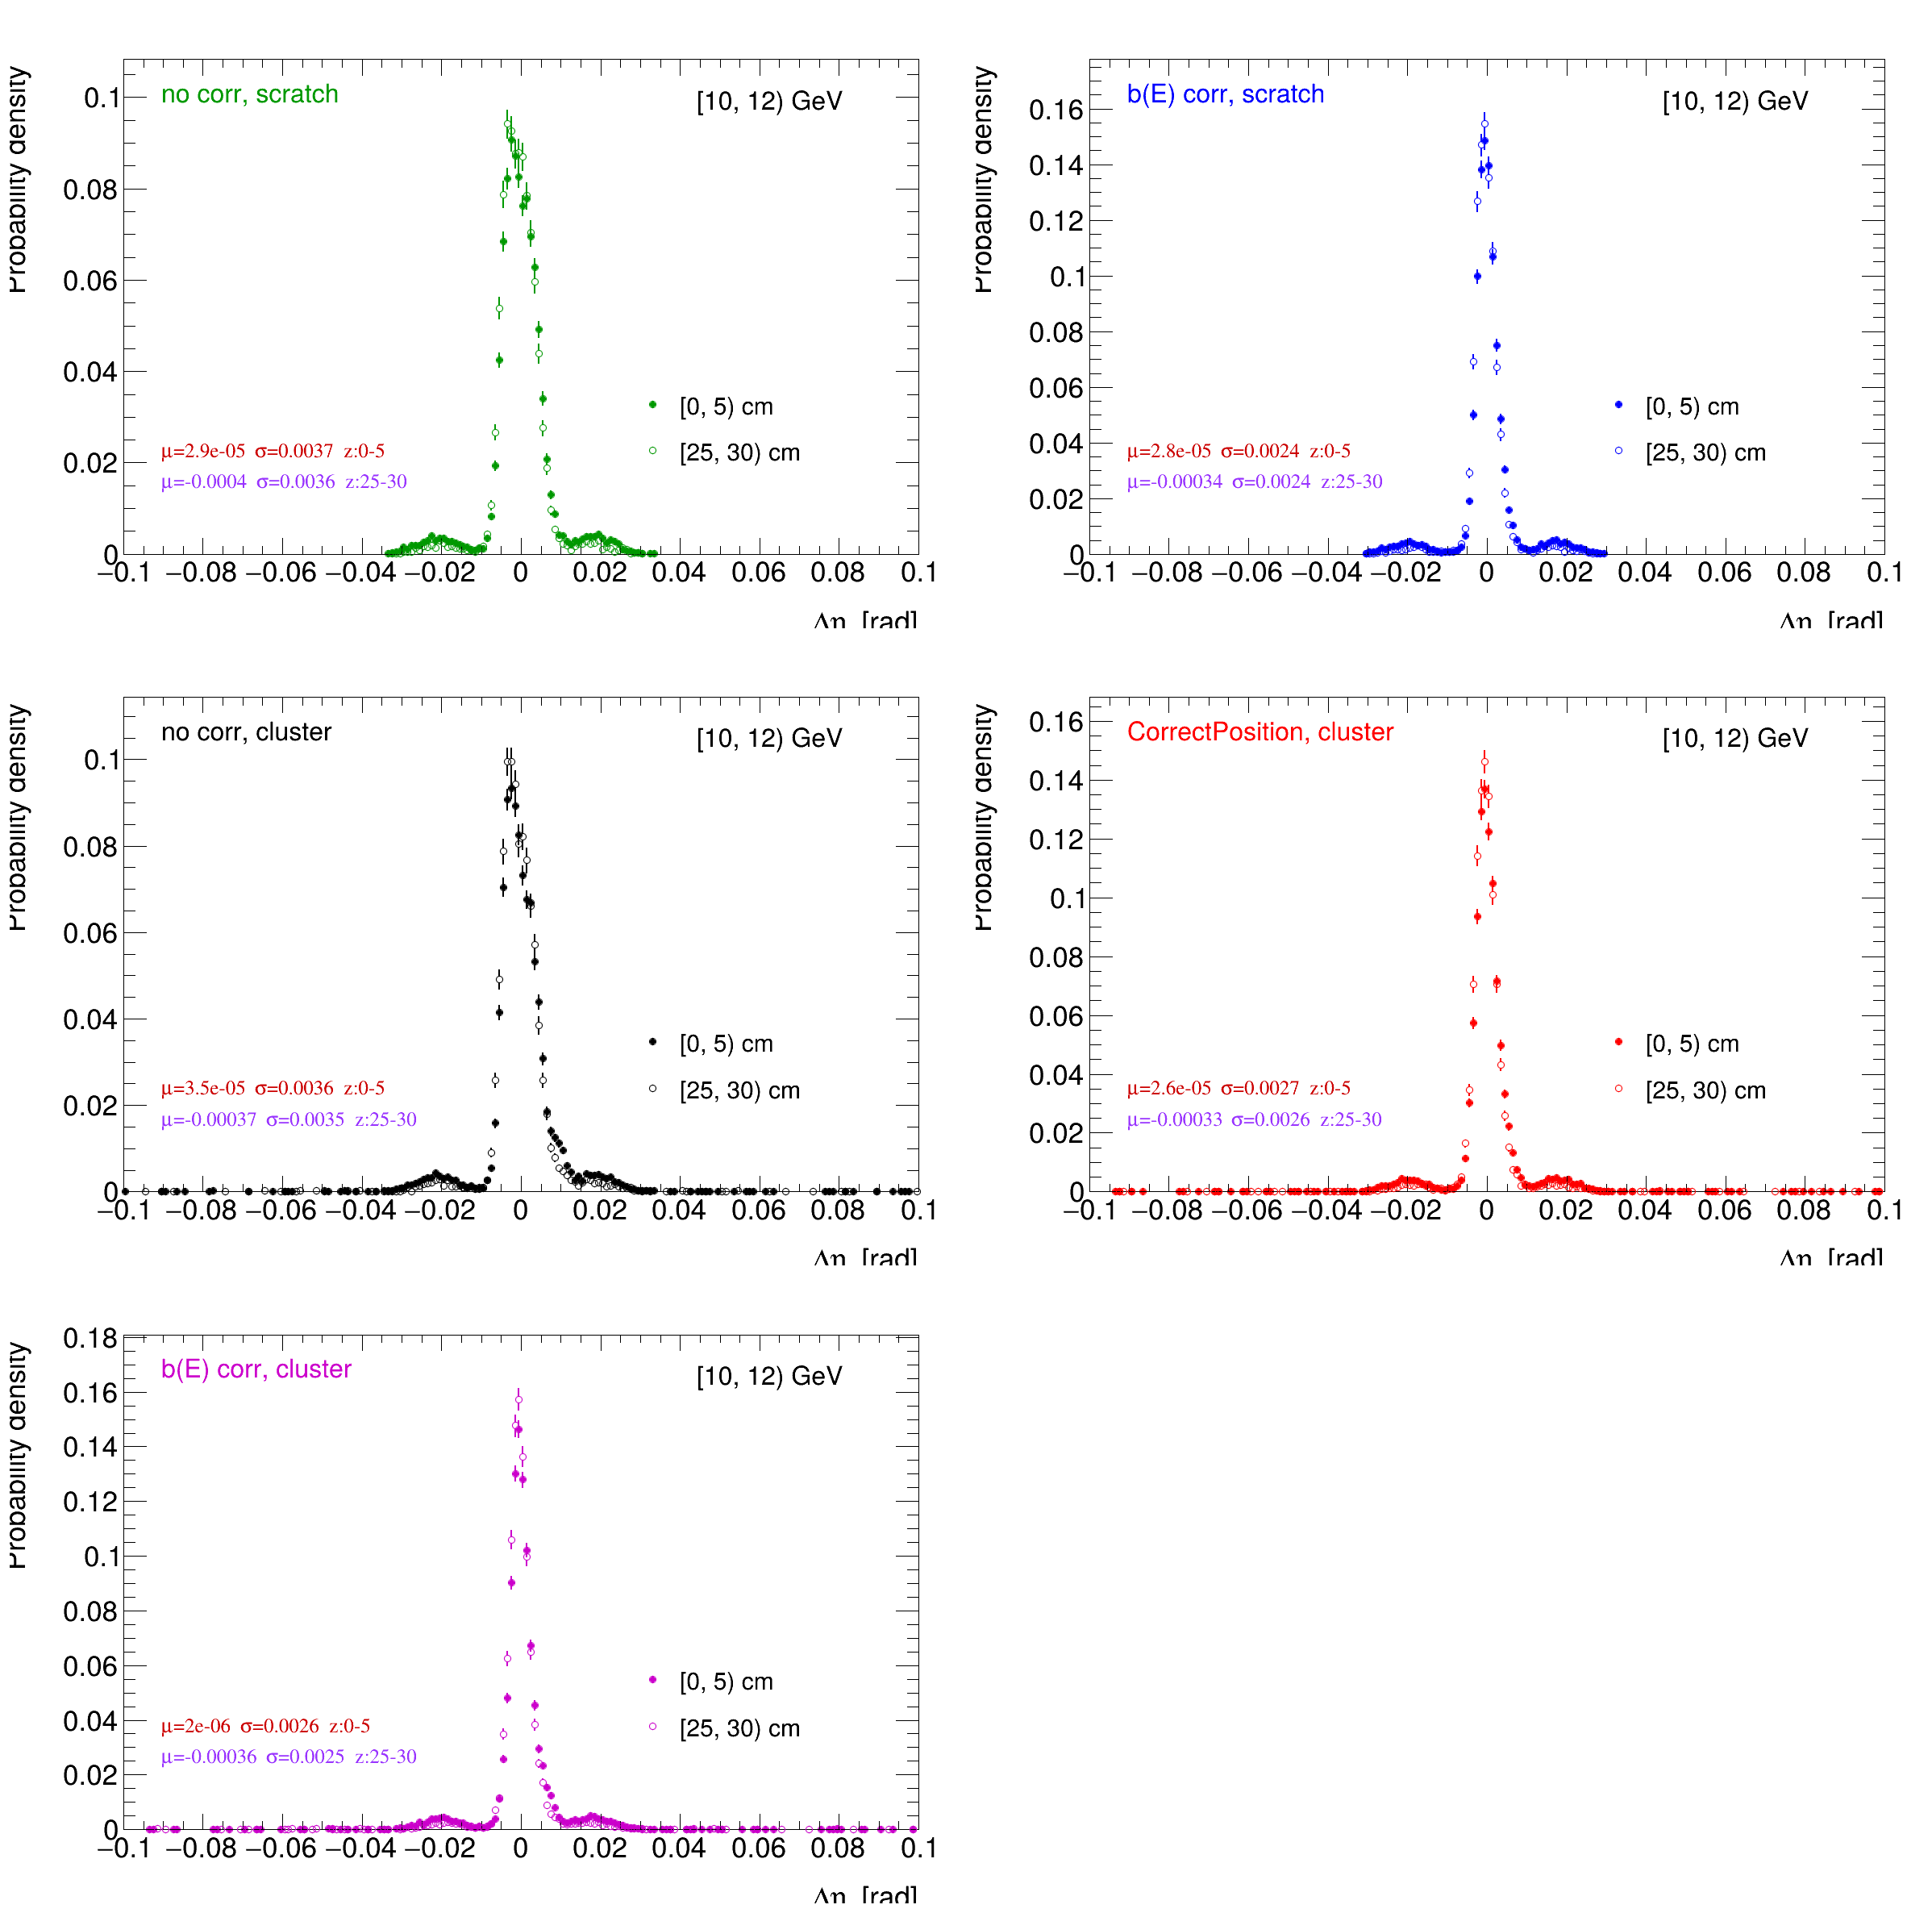 no corr, scratch
[10, 12) GeV
Probability density
0.1
0.08
0.06
0.04
0.02
0
[0, 5) cm
[25, 30) cm
μ=2.9e-05 σ=0.0037 z:0-5
μ=-0.0004 σ=0.0036 z:25-30
−0.1 −0.08 −0.06 −0.04 −0.02 0 0.02 0.04 0.06 0.08 0.1
Δη [rad]
b(E) corr, scratch
[10, 12) GeV
Probability density
0.16
0.14
0.12
0.1
0.08
0.06
0.04
0.02
0
[0, 5) cm
[25, 30) cm
μ=2.8e-05 σ=0.0024 z:0-5
μ=-0.00034 σ=0.0024 z:25-30
−0.1 −0.08 −0.06 −0.04 −0.02 0 0.02 0.04 0.06 0.08 0.1
Δη [rad]
no corr, cluster
[10, 12) GeV
Probability density
0.1
0.08
0.06
0.04
0.02
0
[0, 5) cm
[25, 30) cm
μ=3.5e-05 σ=0.0036 z:0-5
μ=-0.00037 σ=0.0035 z:25-30
−0.1 −0.08 −0.06 −0.04 −0.02 0 0.02 0.04 0.06 0.08 0.1
Δη [rad]
CorrectPosition, cluster
[10, 12) GeV
Probability density
0.16
0.14
0.12
0.1
0.08
0.06
0.04
0.02
0
[0, 5) cm
[25, 30) cm
μ=2.6e-05 σ=0.0027 z:0-5
μ=-0.00033 σ=0.0026 z:25-30
−0.1 −0.08 −0.06 −0.04 −0.02 0 0.02 0.04 0.06 0.08 0.1
Δη [rad]
b(E) corr, cluster
[10, 12) GeV
Probability density
0.18
0.16
0.14
0.12
0.1
0.08
0.06
0.04
0.02
0
[0, 5) cm
[25, 30) cm
μ=2e-06 σ=0.0026 z:0-5
μ=-0.00036 σ=0.0025 z:25-30
−0.1 −0.08 −0.06 −0.04 −0.02 0 0.02 0.04 0.06 0.08 0.1
Δη [rad]